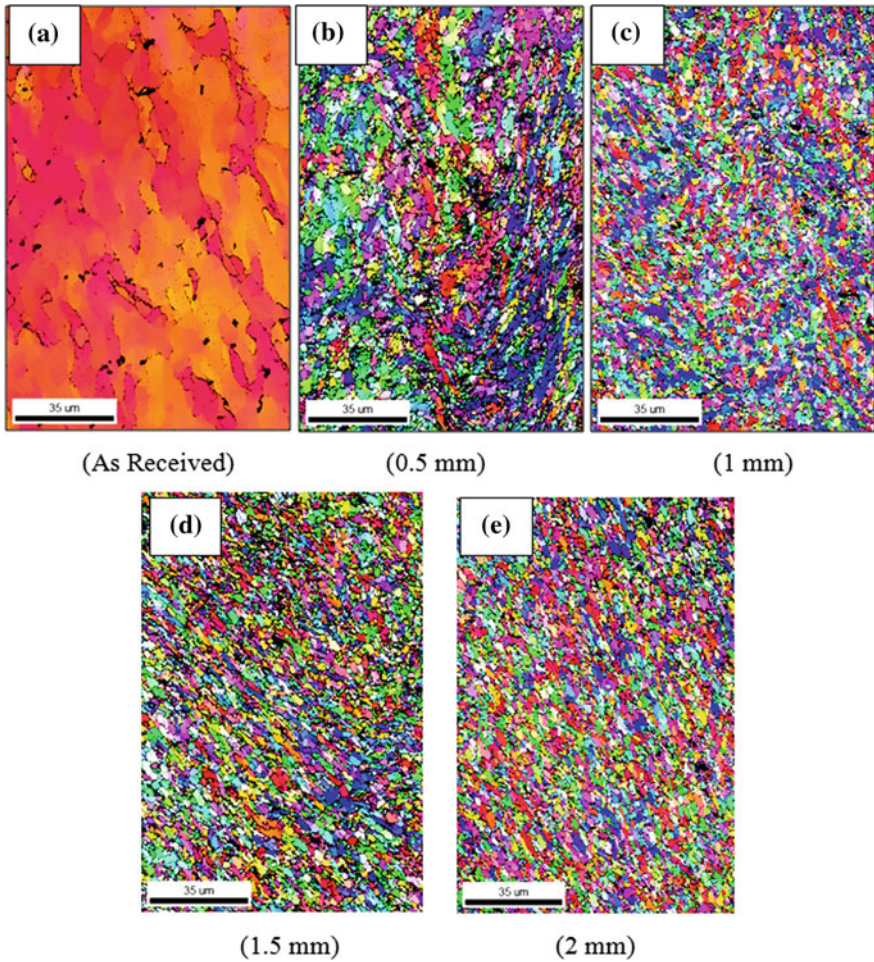 (a)
(b)
(c)
35 um
35 um
35 um
(As Received)
(0.5 mm)
(1 mm)
(d)
(e)
35 um
35 um
(1.5 mm)
(2 mm)